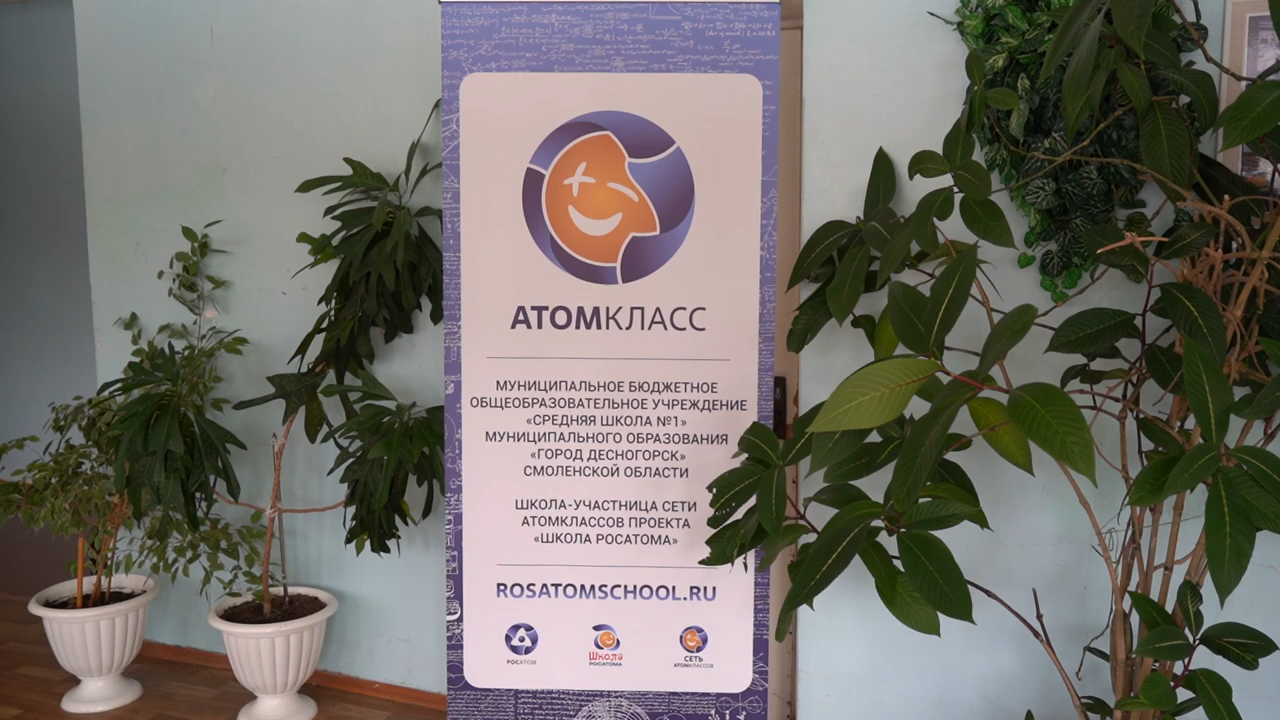 АТОМКЛАСС
МУНИЦИПАЛЬНОЕ БЮДЖЕТНОЕ
ОБЩЕОБРАЗОВАТЕЛЬНОЕ УЧРЕЖДЕНИЕ
«СРЕДНЯЯ ШКОЛА №1»
МУНИЦИПАЛЬНОГО ОБРАЗОВАНИЯ
«ГОРОД ДЕСНОГОРСК»
СМОЛЕНСКОЙ ОБЛАСТИ
ШКОЛА-УЧАСТНИЦА СЕТИ
АТОМКЛАССОВ ПРОЕКТА
«ШКОЛА РОСАТОМА»
ROSATOMSCHOOL.RU
РОСАТОМ
Школа
РОСАТОМА
СЕТЬ
АТОМКЛАССОВ